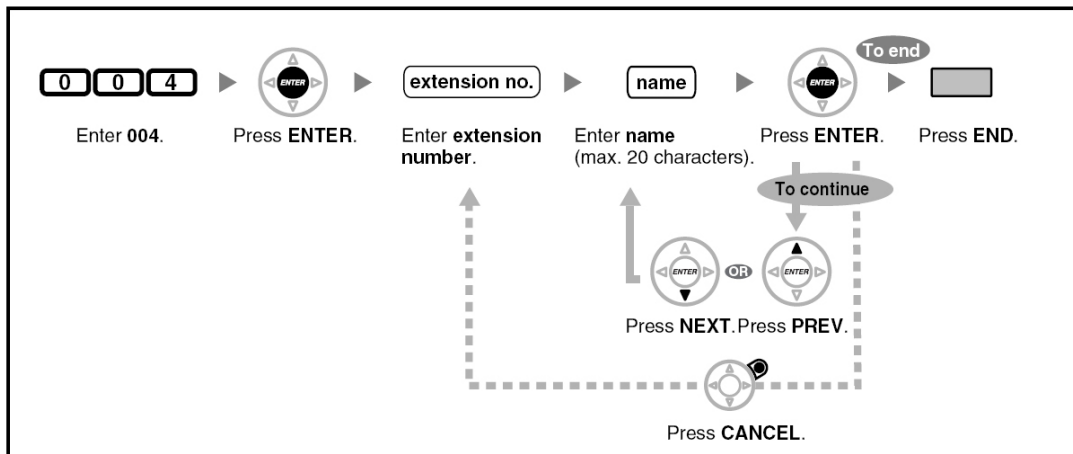 0 0 4
ENTER
extension no.
name
ENTER
To end
Enter 004.
Press ENTER.
Enter extension
number.
Enter name
(max. 20 characters).
Press ENTER.
Press END.
To continue
ENTER
OR
ENTER
Press NEXT. Press PREV.
Press CANCEL.